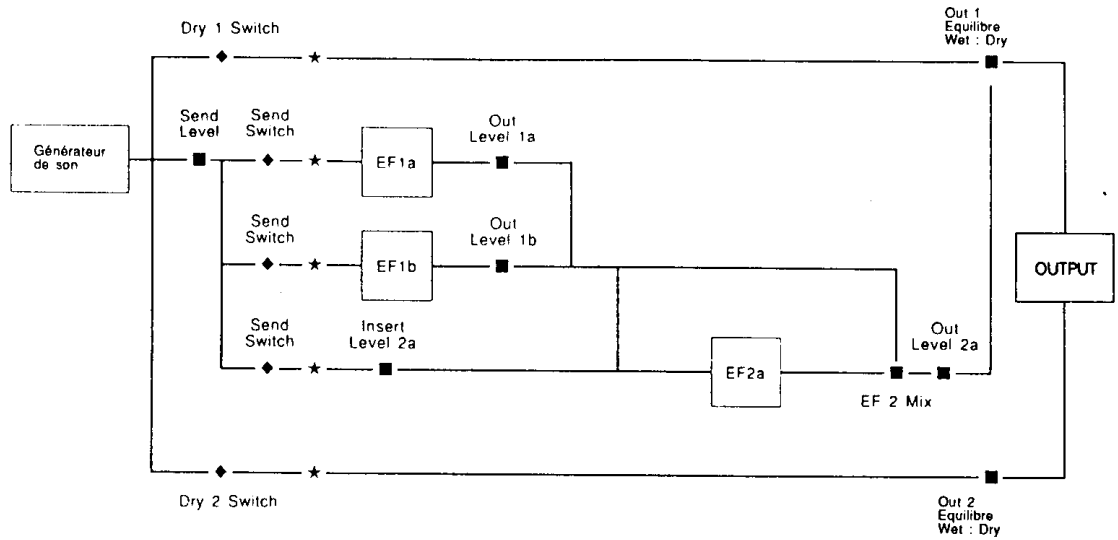 Dry 1 Switch
Out 1
Equilibre
Wet : Dry
Send
Level
Send
Switch
Out
Level 1a
Générateur
de son
EF1a
Send
Switch
Out
Level 1b
EF1b
OUTPUT
Send
Switch
Insert
Level 2a
Out
Level 2a
EF2a
EF 2 Mix
Dry 2 Switch
Out 2
Equilibre
Wet : Dry